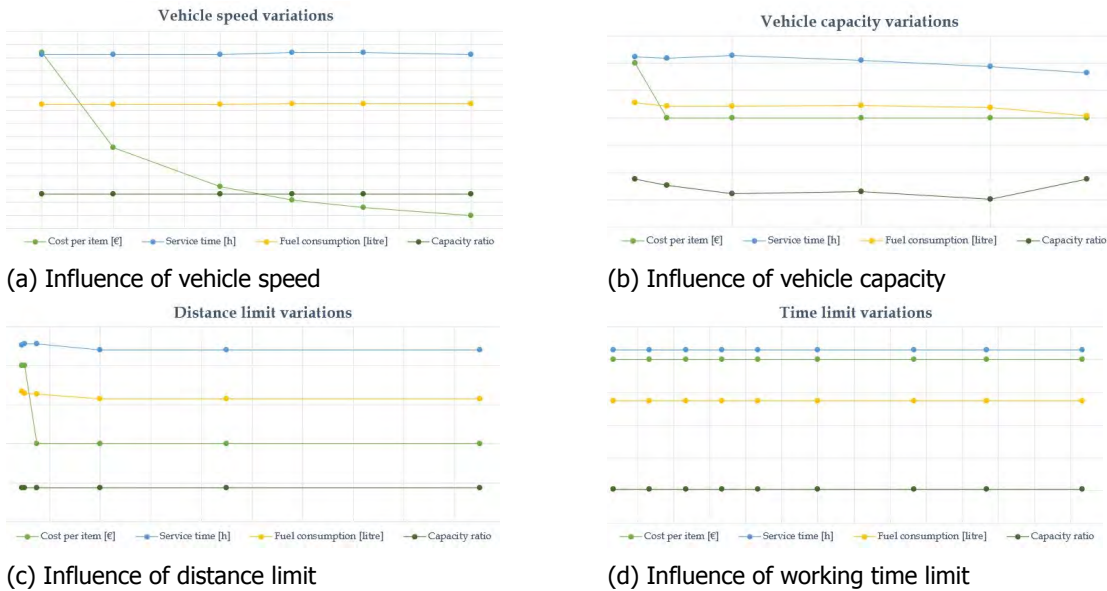 Vehicle speed variations
Cost per item [€] Service time [h] Fuel consumption [litre] Capacity ratio
(a) Influence of vehicle speed
Vehicle capacity variations
Cost per item [€] Service time [h] Fuel consumption [litre] Capacity ratio
(b) Influence of vehicle capacity
Distance limit variations
Cost per item [€] Service time [h] Fuel consumption [litre] Capacity ratio
(c) Influence of distance limit
Time limit variations
Cost per item [€] Service time [h] Fuel consumption [litre] Capacity ratio
(d) Influence of working time limit